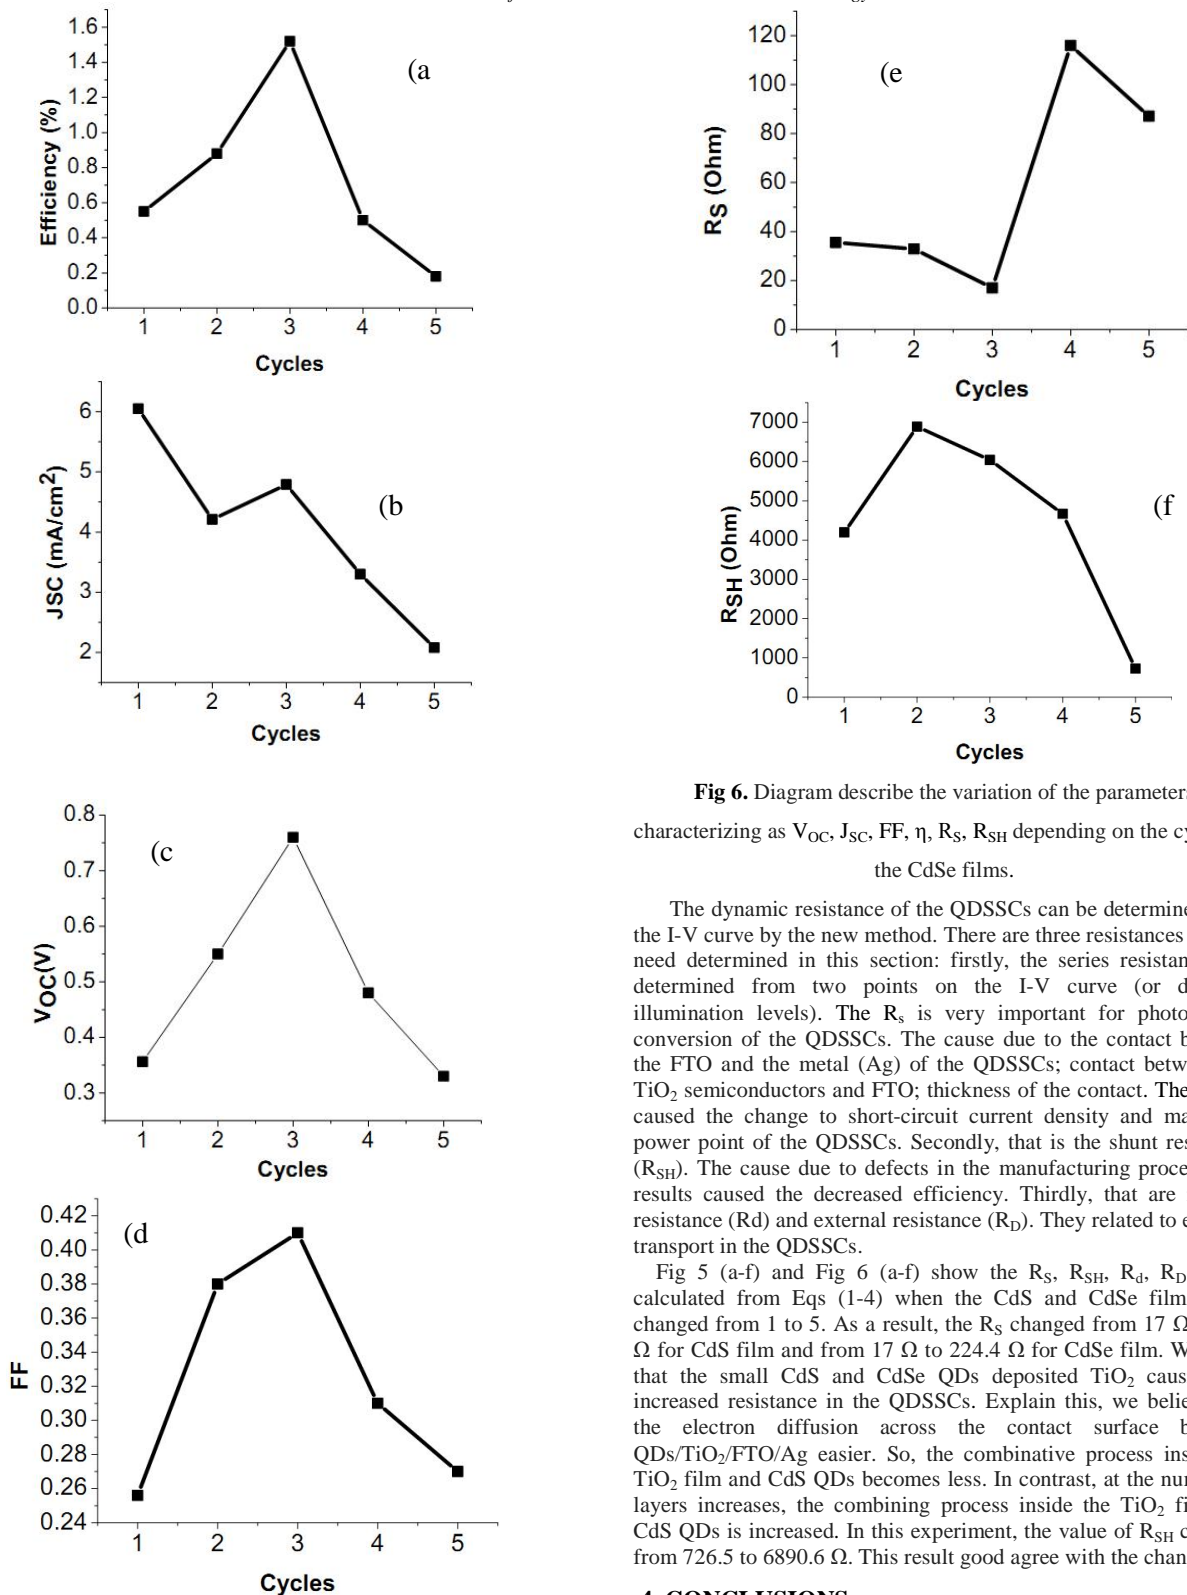 1.6
1.4
1.2
1.0
0.8
0.6
0.4
0.2
0.0
Efficiency (%)
(a
1 2 3 4 5
Cycles
6
5
4
3
2
JSC (mA/cm²)
(b
1 2 3 4 5
Cycles
0.8
0.7
0.6
0.5
0.4
0.3
VOC(V)
(c
1 2 3 4 5
Cycles
0.42
0.40
0.38
0.36
0.34
0.32
0.30
0.28
0.26
0.24
FF
(d
1 2 3 4 5
Cycles
120
100
80
60
40
20
0
RS (Ohm)
(e
1 2 3 4 5
Cycles
7000
6000
5000
4000
3000
2000
1000
0
RSH (Ohm)
(f
1 2 3 4 5
Cycles
Fig 6. Diagram describe the variation of the parameter
characterizing as VOC, JSC, FF, η, RS, RSH depending on the cy
the CdSe films.
The dynamic resistance of the QDSSCs can be determine
the I-V curve by the new method. There are three resistances
need determined in this section: firstly, the series resistan
determined from two points on the I-V curve (or d
illumination levels). The Rs is very important for photo
conversion of the QDSSCs. The cause due to the contact b
the FTO and the metal (Ag) of the QDSSCs; contact betw
TiO2 semiconductors and FTO; thickness of the contact. The
caused the change to short-circuit current density and ma
power point of the QDSSCs. Secondly, that is the shunt res
(RSH). The cause due to defects in the manufacturing proce
results caused the decreased efficiency. Thirdly, that are
resistance (Rd) and external resistance (RD). They related to e
transport in the QDSSCs.
Fig 5 (a-f) and Fig 6 (a-f) show the RS, RSH, Rd, RD
calculated from Eqs (1-4) when the CdS and CdSe film
changed from 1 to 5. As a result, the RS changed from 17 Ω
Ω for CdS film and from 17 Ω to 224.4 Ω for CdSe film. W
that the small CdS and CdSe QDs deposited TiO2 caus
increased resistance in the QDSSCs. Explain this, we belie
the electron diffusion across the contact surface b
QDs/TiO2/FTO/Ag easier. So, the combinative process ins
TiO2 film and CdS QDs becomes less. In contrast, at the nu
layers increases, the combining process inside the TiO2 fi
CdS QDs is increased. In this experiment, the value of RSH c
from 726.5 to 6890.6 Ω. This result good agree with the chan
4. CONCLUSIONS